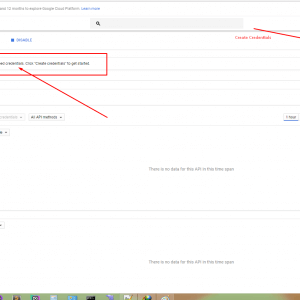 next 12 months to explore Google Cloud Platform. Learn more
DISABLE
Create Credentials
need credentials. Click 'Create credentials' to get started.
All API methods
1 hour
There is no data for this API in this time span
There is no data for this API in this time span